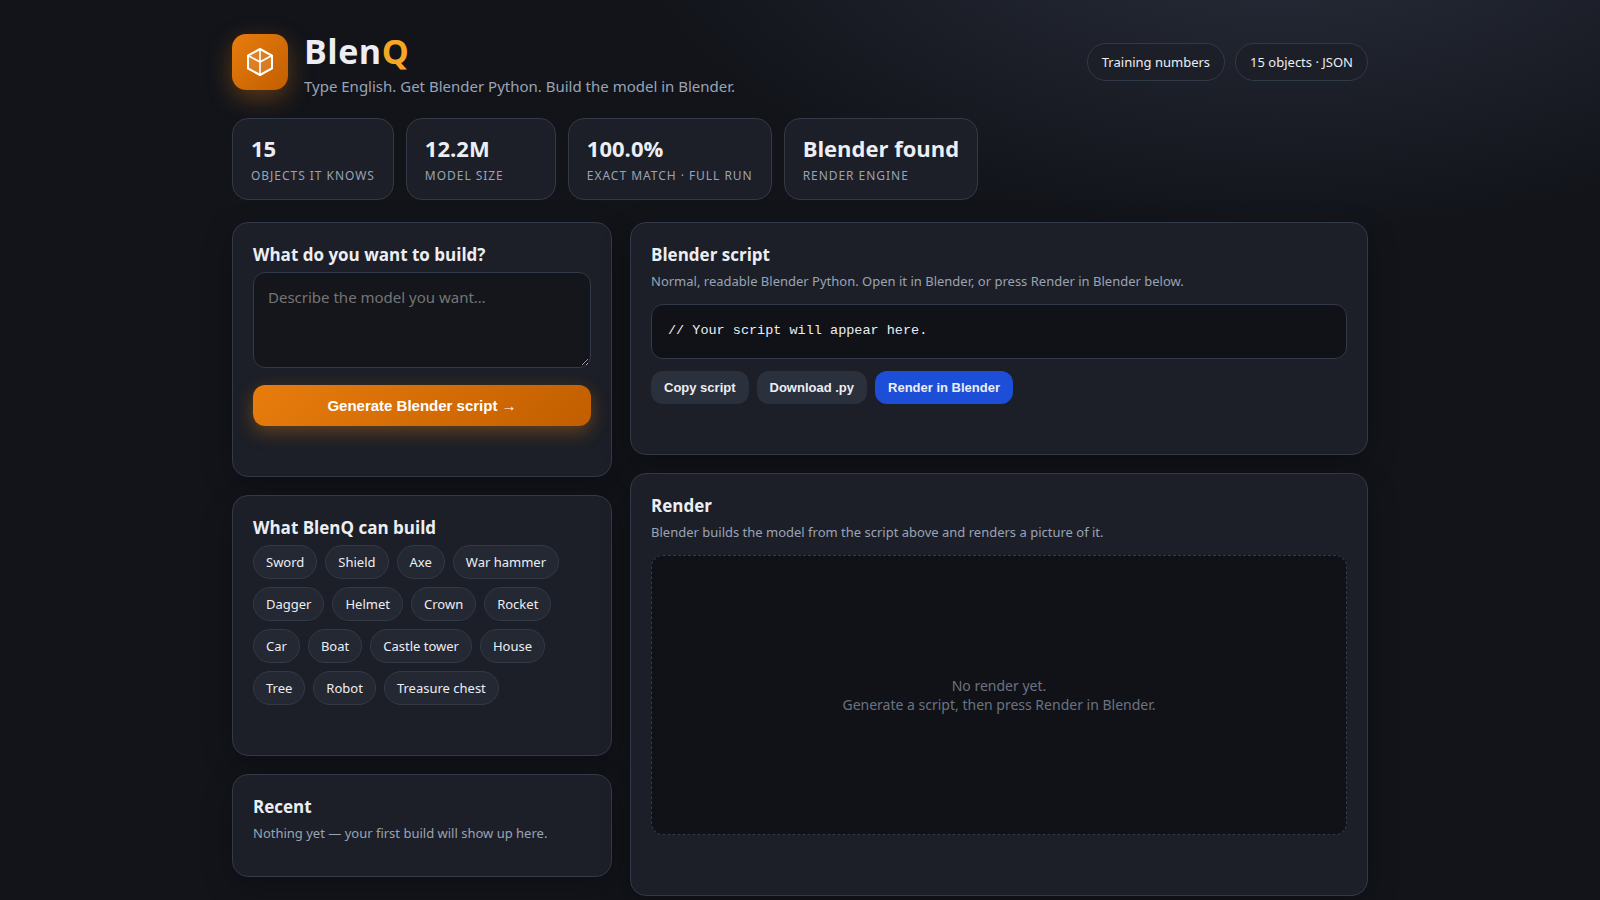 BlenQ
Type English. Get Blender Python. Build the model in Blender.
Training numbers
15 objects · JSON
15
OBJECTS IT KNOWS
12.2M
MODEL SIZE
100.0%
EXACT MATCH · FULL RUN
Blender found
RENDER ENGINE
What do you want to build?
Describe the model you want...
Generate Blender script →
What BlenQ can build
Sword Shield Axe War hammer
Dagger Helmet Crown Rocket
Car Boat Castle tower House
Tree Robot Treasure chest
Recent
Nothing yet — your first build will show up here.
Blender script
Normal, readable Blender Python. Open it in Blender, or press Render in Blender below.
// Your script will appear here.
Copy script Download .py Render in Blender
Render
Blender builds the model from the script above and renders a picture of it.
No render yet.
Generate a script, then press Render in Blender.